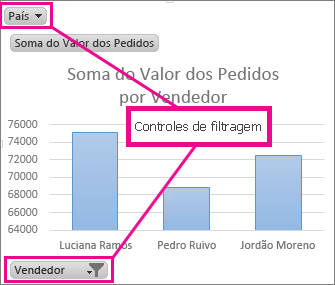 País
Soma do Valor dos Pedidos
Soma do Valor dos Pedidos
por Vendedor
Controles de filtragem
76000
74000
72000
70000
68000
66000
64000
Luciana Ramos
Pedro Ruivo
Jordão Moreno
Vendedor